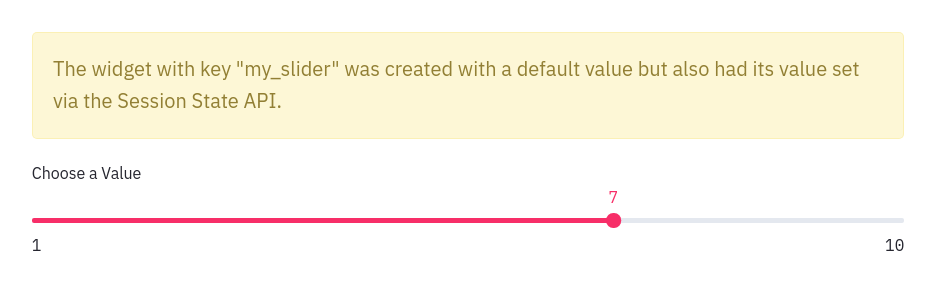 The widget with key "my_slider" was created with a default value but also had its value set
via the Session State API.
Choose a Value
7
1
10